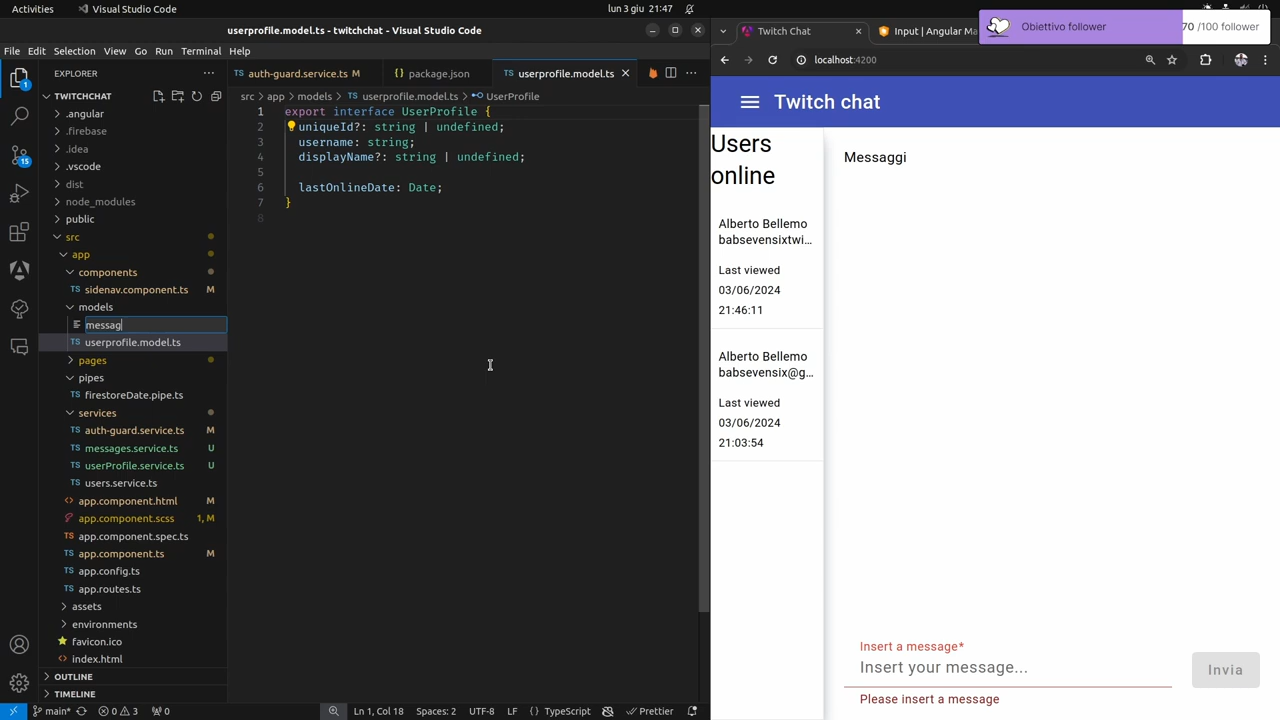 Activities
Visual Studio Code
lun 3 giu 21:47
userprofile.model.ts - twitchchat - Visual Studio Code
File Edit Selection View Go Run Terminal Help
EXPLORER
TWITCHCHAT
.angular
.firebase
.idea
.vscode
dist
node_modules
public
src
app
components
sidenav.component.ts M
models
messag
userprofile.model.ts
pages
pipes
firestoreDate.pipe.ts
services
auth-guard.service.ts M
messages.service.ts U
userProfile.service.ts U
users.service.ts
app.component.html M
app.component.scss 1, M
app.component.spec.ts
app.component.ts M
app.config.ts
app.routes.ts
assets
environments
favicon.ico
index.html
OUTLINE
TIMELINE
1
15
auth-guard.service.ts M
package.json
userprofile.model.ts
src > app > models > userprofile.model.ts > UserProfile
1 export interface UserProfile {
2 uniqueId?: string | undefined;
3 username: string;
4 displayName?: string | undefined;
5
6 lastOnlineDate: Date;
7 }
8
main* 0 3 0
Ln 1, Col 18 Spaces: 2 UTF-8 LF TypeScript Prettier
Twitch Chat
Input | Angular Ma
Obiettivo follower
70 /100 follower
localhost:4200
Twitch chat
Users
online
Alberto Bellemo
babsevensixtwi...
Last viewed
03/06/2024
21:46:11
Alberto Bellemo
babsevensix@g...
Last viewed
03/06/2024
21:03:54
Messaggi
Insert a message*
Insert your message...
Please insert a message
Invia